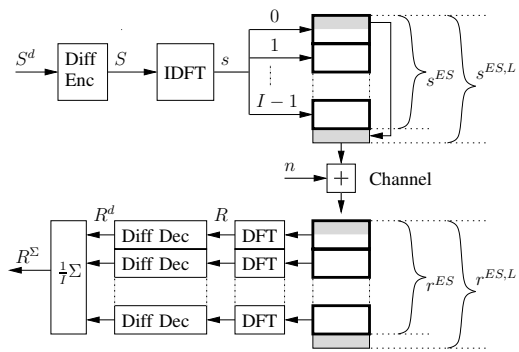 0
S^d
Diff Enc
S
IDFT
s
1
I − 1
s^{ES}
s^{ES,L}
n
+
Channel
R^Σ
1/I Σ
R^d
Diff Dec
R
DFT
Diff Dec
DFT
Diff Dec
DFT
r^{ES}
r^{ES,L}